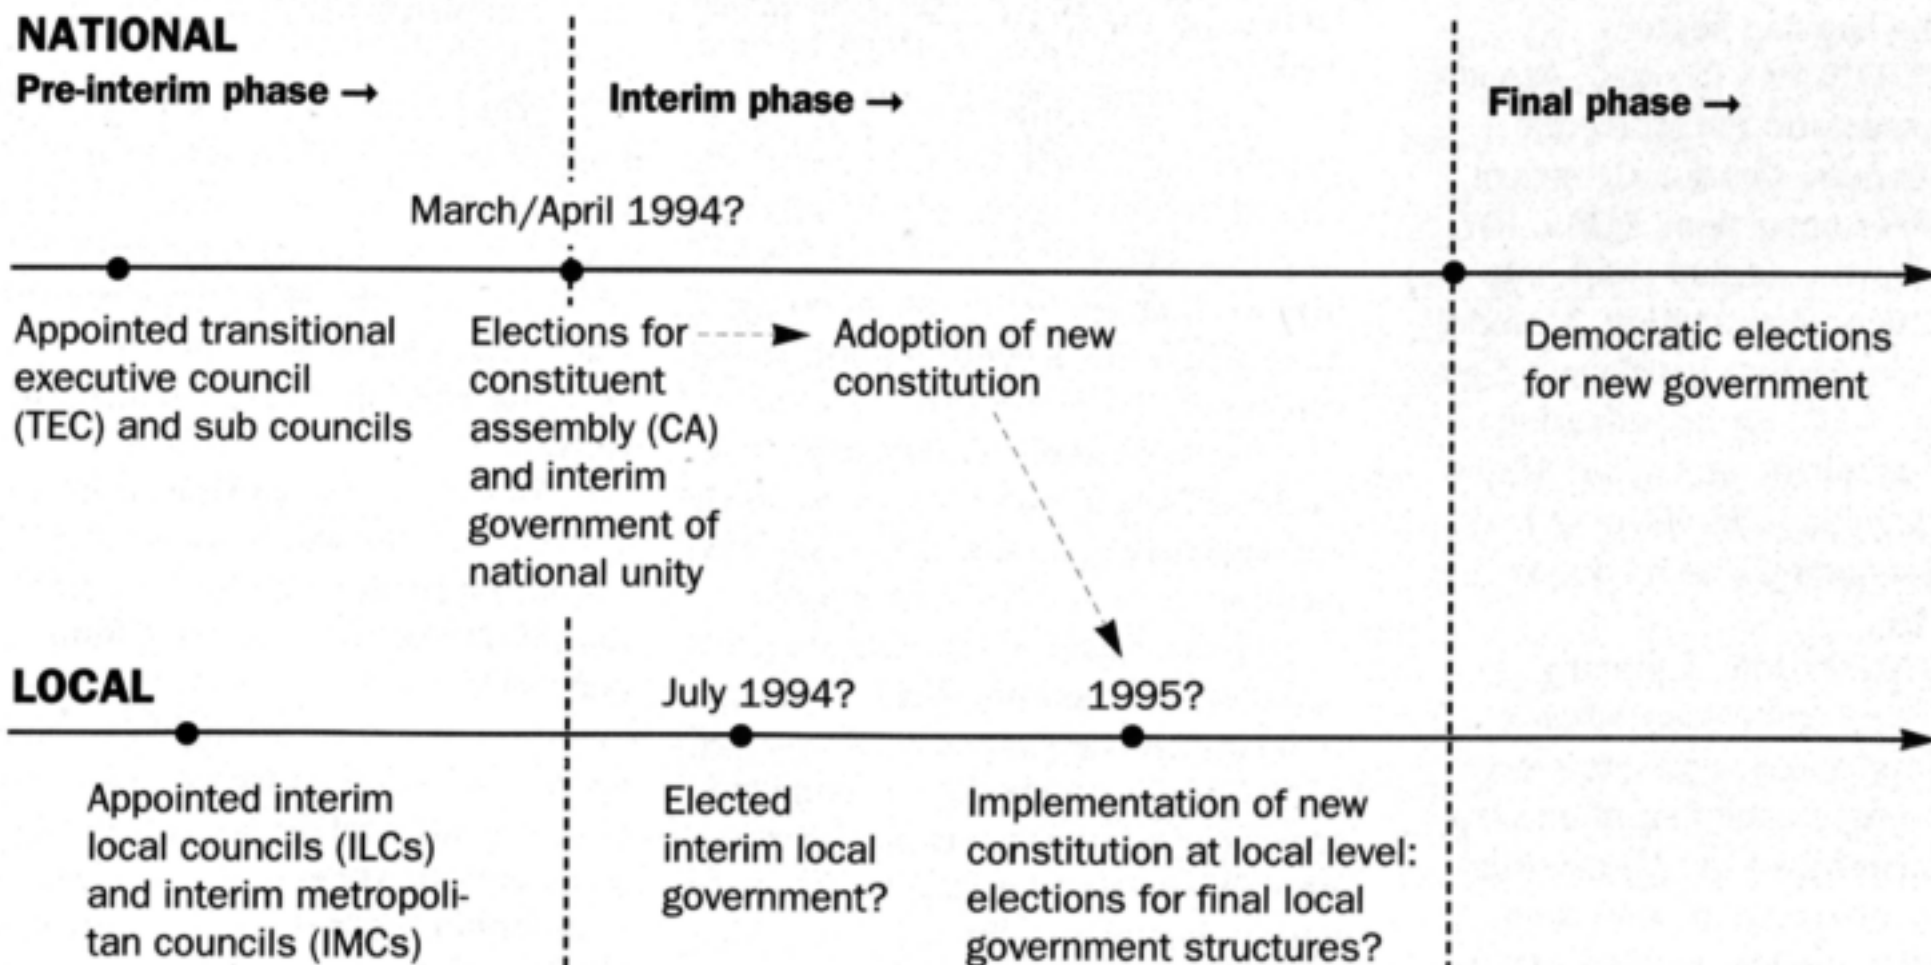 NATIONAL
Pre-interim phase →
Interim phase →
Final phase →
March/April 1994?
Appointed transitional
executive council
(TEC) and sub councils
Elections for
constituent
assembly (CA)
and interim
government of
national unity
Adoption of new
constitution
Democratic elections
for new government
LOCAL
July 1994?
1995?
Appointed interim
local councils (ILCs)
and interim metropoli-
tan councils (IMCs)
Elected
interim local
government?
Implementation of new
constitution at local level:
elections for final local
government structures?